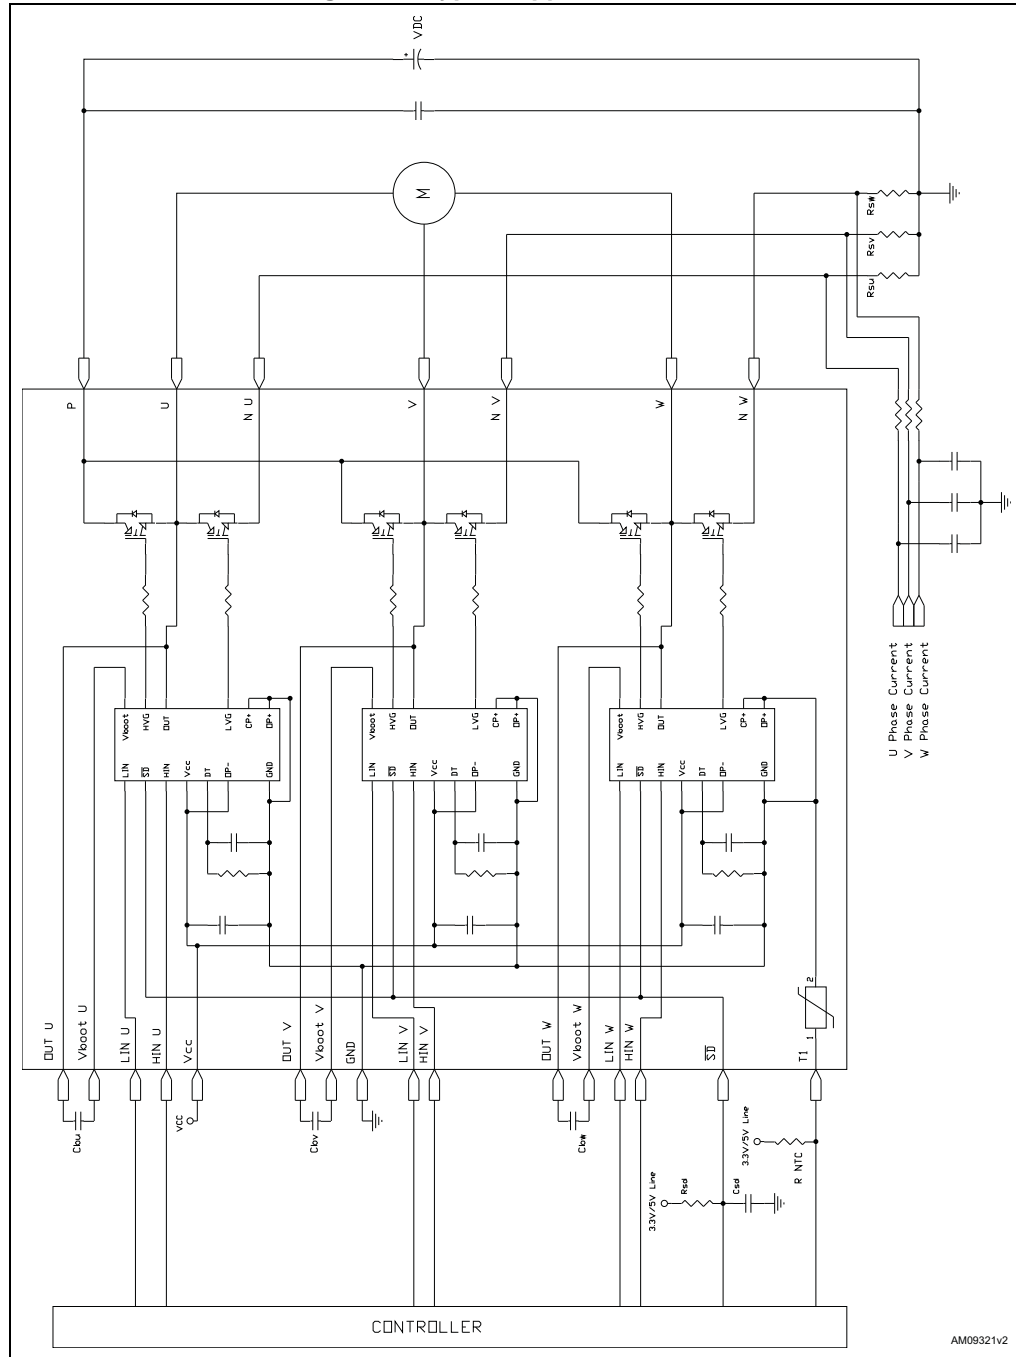 VDC
+
M
Rsw
Rsv
Rsu
P
U
N U
V
N V
W
N W
U Phase Current
V Phase Current
W Phase Current
Vboot
HVG
OUT
LVG
CP+
OP+
LIN
SD
HIN
Vcc
DT
OP-
GND
Vboot
HVG
OUT
LVG
CP+
OP+
LIN
SD
HIN
Vcc
DT
OP-
GND
Vboot
HVG
OUT
LVG
CP+
OP+
LIN
SD
HIN
Vcc
DT
OP-
GND
OUT U
Vboot U
LIN U
HIN U
Vcc
OUT V
Vboot V
GND
LIN V
HIN V
OUT W
Vboot W
LIN W
HIN W
SD
T1
1
2
Cbu
VCC
Cbv
Cbw
3.3V/5V Line
Rsd
Csd
3.3V/5V Line
R NTC
CONTROLLER
AM09321v2